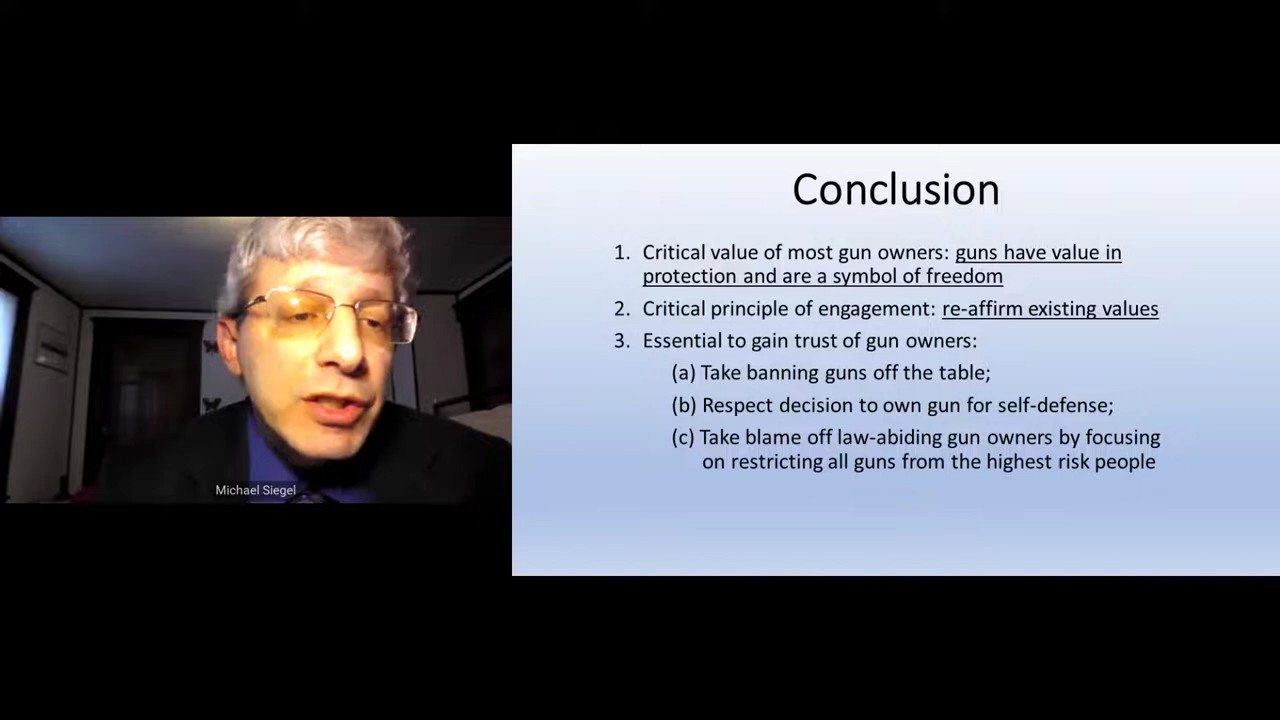 Conclusion
1. Critical value of most gun owners: guns have value in
protection and are a symbol of freedom
2. Critical principle of engagement: re-affirm existing values
3. Essential to gain trust of gun owners:
(a) Take banning guns off the table;
(b) Respect decision to own gun for self-defense;
(c) Take blame off law-abiding gun owners by focusing
on restricting all guns from the highest risk people
Michael Siegel